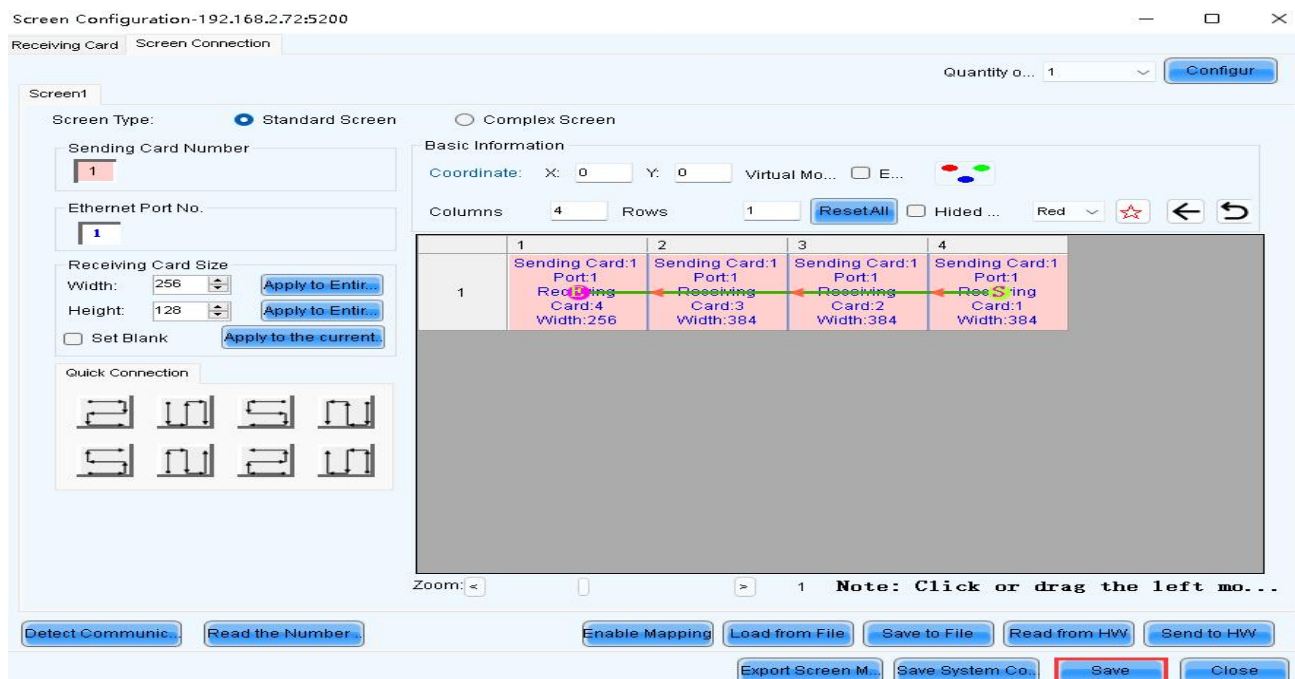 Screen Configuration-192.168.2.72:5200
Receiving Card Screen Connection
Quantity o... 1 Configur
Screen1
Screen Type: Standard Screen Complex Screen
Sending Card Number
1
Ethernet Port No.
1
Receiving Card Size
Width: 256 Apply to Entir...
Height: 128 Apply to Entir...
Set Blank Apply to the current..
Quick Connection
Basic Information
Coordinate: X: 0 Y: 0 Virtual Mo... E...
Columns 4 Rows 1 ResetAll Hided ... Red
1 2 3 4
Sending Card:1 Sending Card:1 Sending Card:1 Sending Card:1
Port:1 Port:1 Port:1 Port:1
1 Receiving Receiving Receiving Receiving S
Card:4 Card:3 Card:2 Card:1
Width:256 Width:384 Width:384 Width:384
Zoom: < > 1 Note: Click or drag the left mo...
Detect Communic.. Read the Number.. Enable Mapping Load from File Save to File Read from HW Send to HW
Export Screen M.. Save System Co.. Save Close